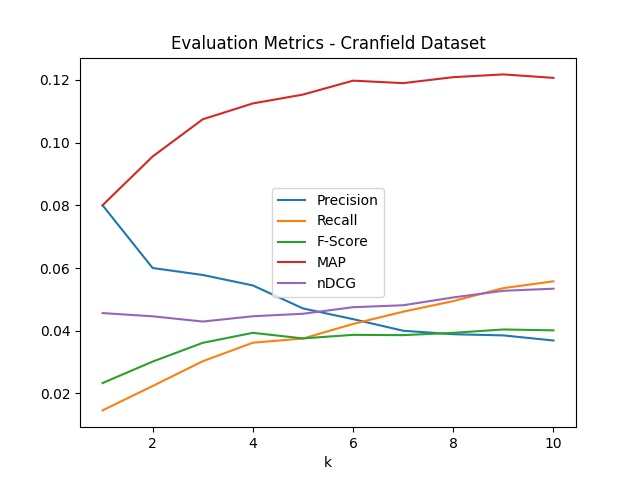 Evaluation Metrics - Cranfield Dataset
0.12
0.10
0.08
0.06
0.04
0.02
Precision
Recall
F-Score
MAP
nDCG
2 4 6 8 10
k